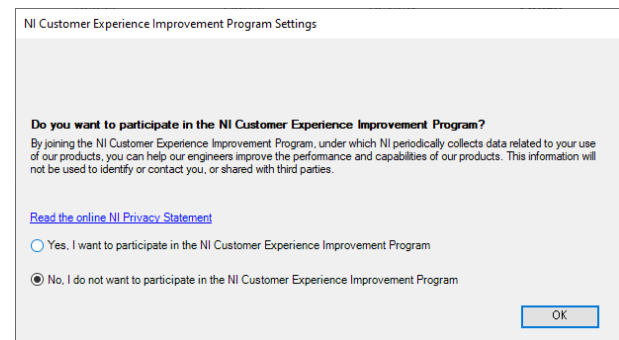 NI Customer Experience Improvement Program Settings
Do you want to participate in the NI Customer Experience Improvement Program?
By joining the NI Customer Experience Improvement Program, under which NI periodically collects data related to your use
of our products, you can help our engineers improve the performance and capabilities of our products. This information will
not be used to identify or contact you, or shared with third parties.
Read the online NI Privacy Statement
Yes, I want to participate in the NI Customer Experience Improvement Program
No, I do not want to participate in the NI Customer Experience Improvement Program
OK